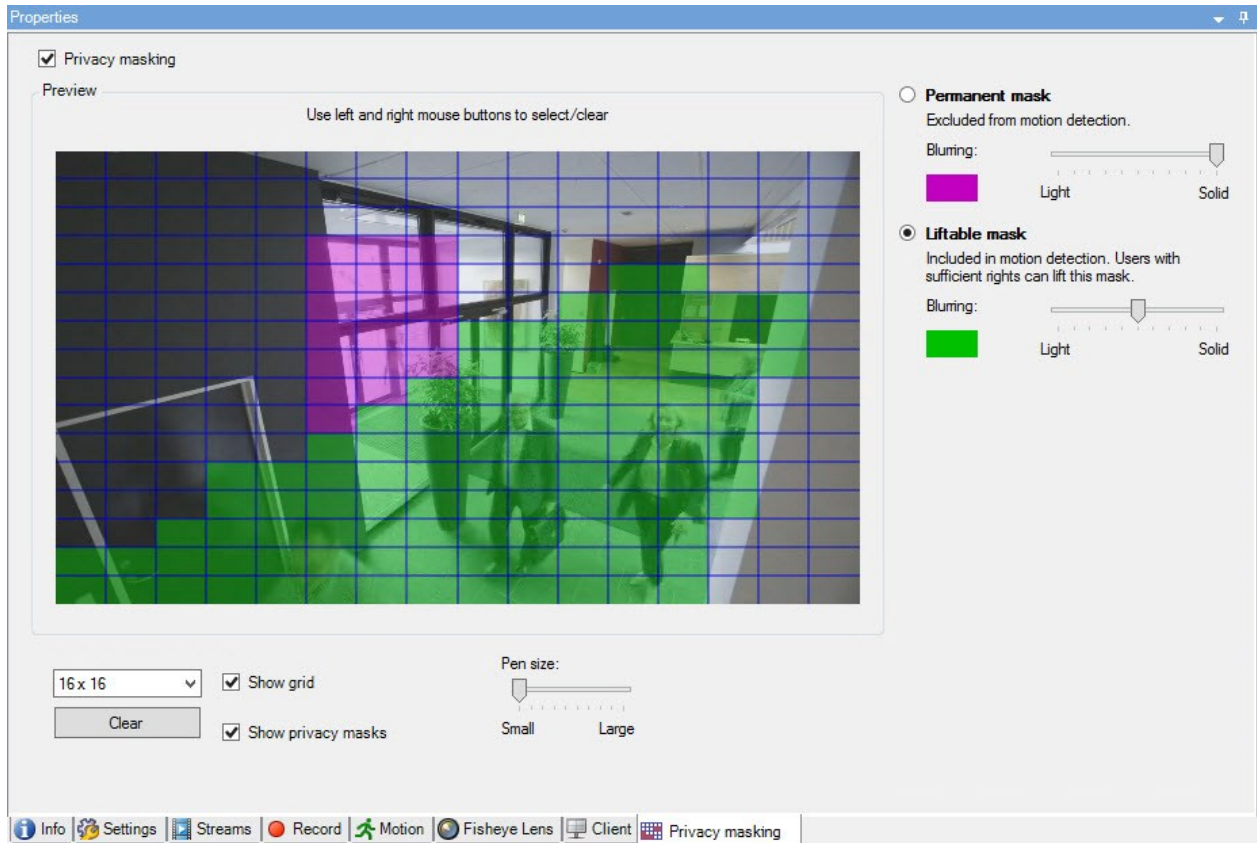 Properties
Privacy masking
Preview
Use left and right mouse buttons to select/clear
Permanent mask
Excluded from motion detection.
Blurring:
Light Solid
Liftable mask
Included in motion detection. Users with
sufficient rights can lift this mask.
Blurring:
Light Solid
16 x 16
Show grid
Pen size:
Clear
Show privacy masks
Small Large
Info Settings Streams Record Motion Fisheye Lens Client Privacy masking